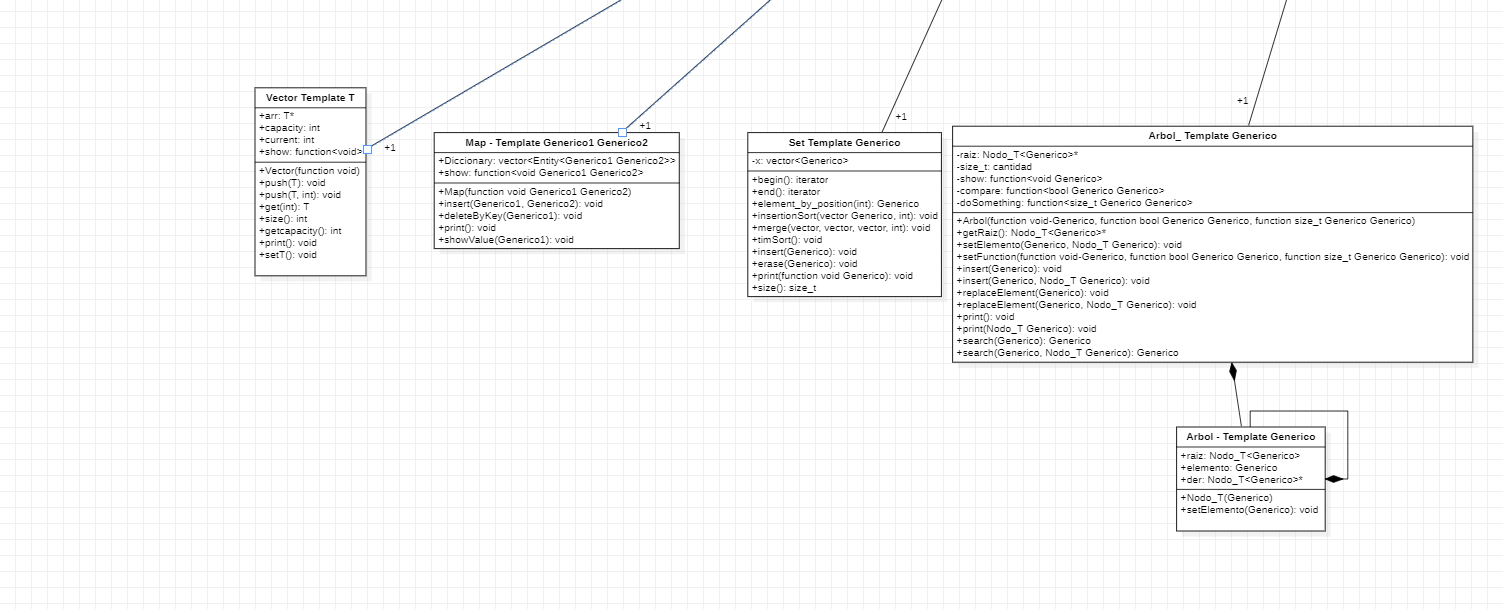 Vector Template T
+arr: T*
+capacity: int
+current: int
+show: function<void>
+Vector(function void)
+push(T): void
+push(T, int): void
+get(int): T
+size(): int
+getcapacity(): int
+print(): void
+setT(): void
+1
Map - Template Generico1 Generico2
+Diccionary: vector<Entity<Generico1 Generico2>>
+show: function<void Generico1 Generico2>
+Map(function void Generico1 Generico2)
+insert(Generico1, Generico2): void
+deleteByKey(Generico1): void
+print(): void
+showValue(Generico1): void
+1
Set Template Generico
-x: vector<Generico>
+begin(): iterator
+end(): iterator
+element_by_position(int): Generico
+insertionSort(vector Generico, int): void
+merge(vector, vector, vector, int): void
+timSort(): void
+insert(Generico): void
+erase(Generico): void
+print(function void Generico): void
+size(): size_t
+1
Arbol_ Template Generico
-raiz: Nodo_T<Generico>*
-size_t: cantidad
-show: function<void Generico>
-compare: function<bool Generico Generico>
-doSomething: function<size_t Generico Generico>
+Arbol(function void-Generico, function bool Generico Generico, function size_t Generico Generico)
+getRaiz(): Nodo_T<Generico>*
+setElemento(Generico, Nodo_T Generico): void
+setFunction(function void-Generico, function bool Generico Generico, function size_t Generico Generico): void
+insert(Generico): void
+insert(Generico, Nodo_T Generico): void
+replaceElement(Generico): void
+replaceElement(Generico, Nodo_T Generico): void
+print(): void
+print(Nodo_T Generico): void
+search(Generico): Generico
+search(Generico, Nodo_T Generico): Generico
+1
Arbol - Template Generico
+raiz: Nodo_T<Generico>
+elemento: Generico
+der: Nodo_T<Generico>*
+Nodo_T(Generico)
+setElemento(Generico): void